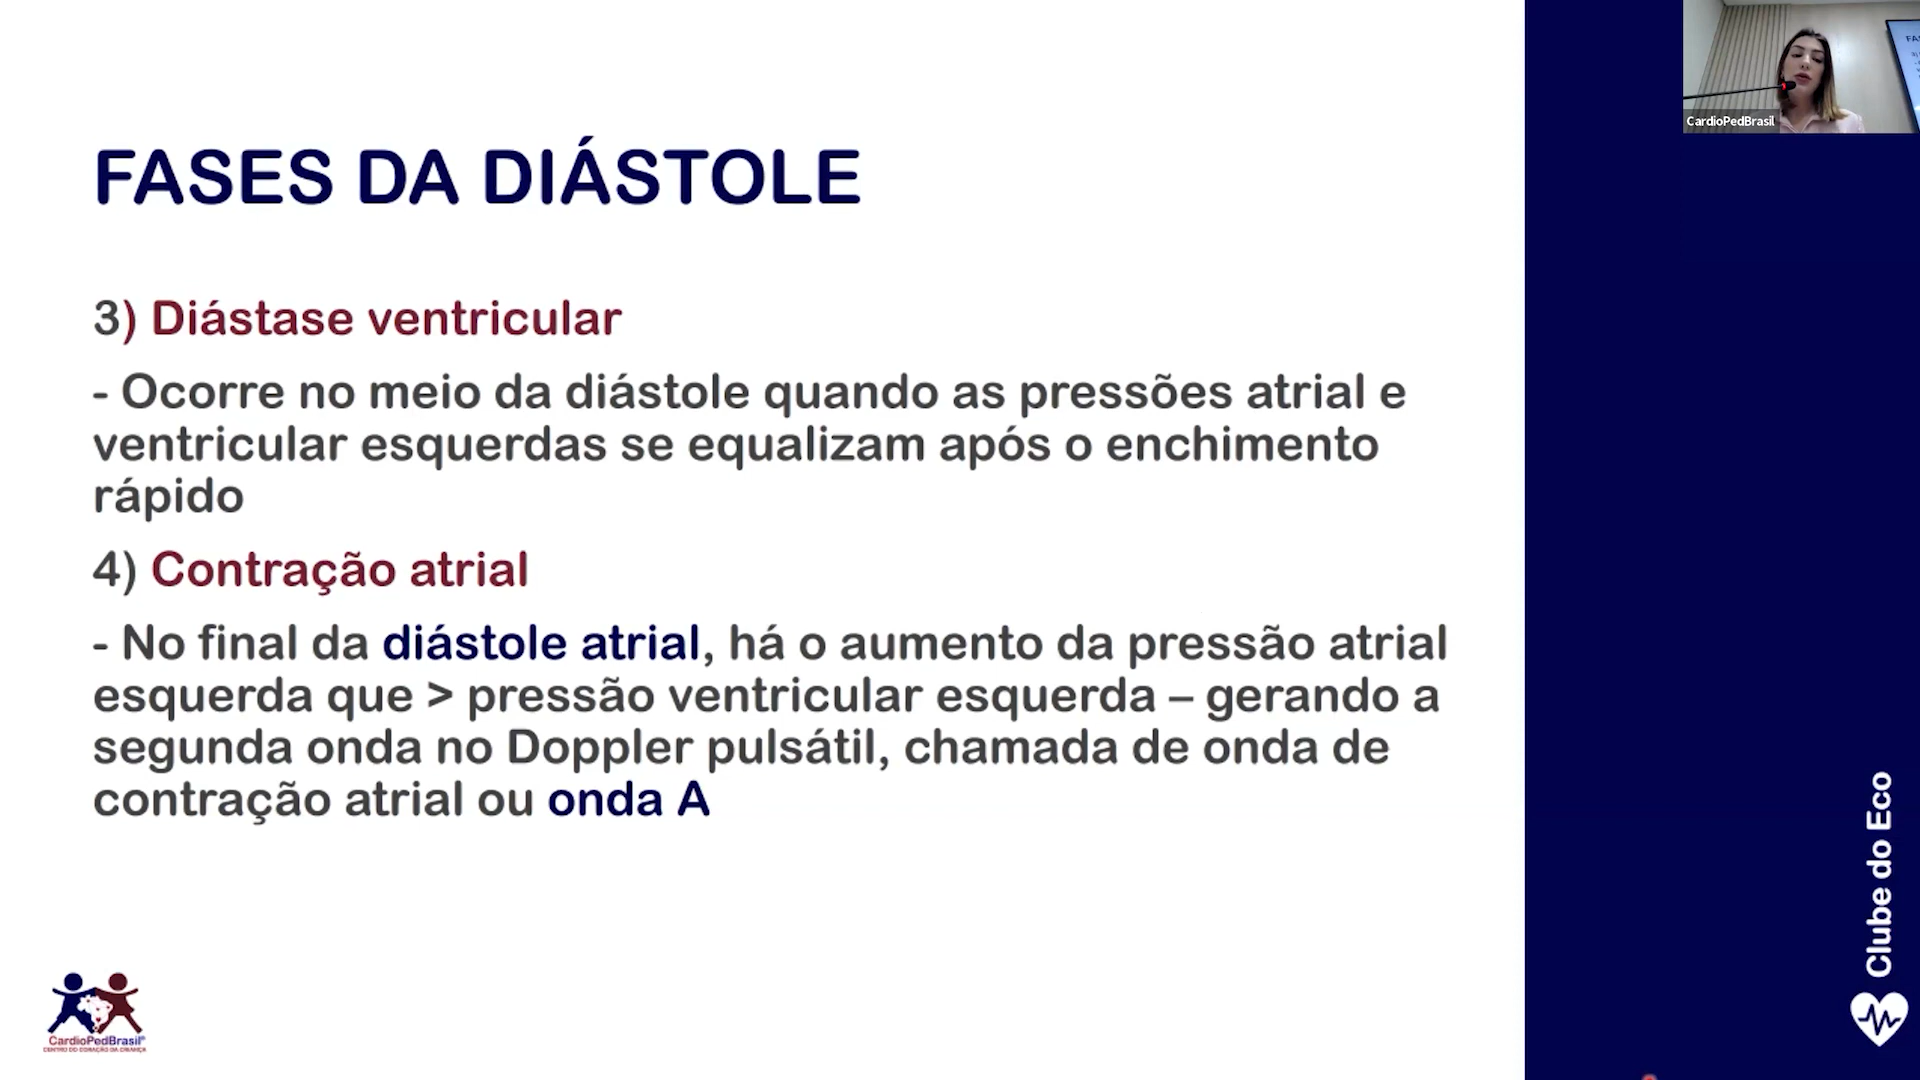 FASES DA DIÁSTOLE
3) Diástase ventricular
- Ocorre no meio da diástole quando as pressões atrial e
ventricular esquerdas se equalizam após o enchimento
rápido
4) Contração atrial
- No final da diástole atrial, há o aumento da pressão atrial
esquerda que > pressão ventricular esquerda – gerando a
segunda onda no Doppler pulsátil, chamada de onda de
contração atrial ou onda A
CardioPedBrasil
Clube do Eco
CardioPedBrasil®
CENTRO DO CORAÇÃO DA CRIANÇA